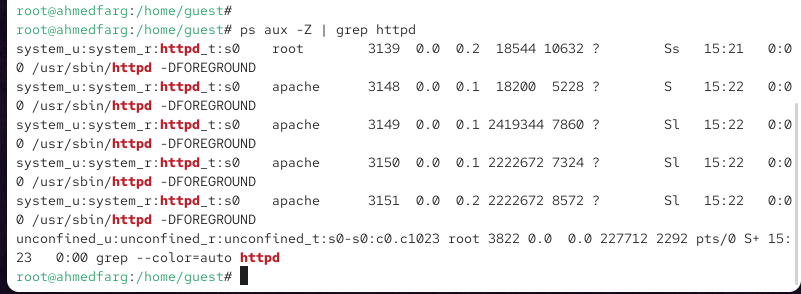 root@ahmedfarg:/home/guest#
root@ahmedfarg:/home/guest# ps aux -Z | grep httpd
system_u:system_r:httpd_t:s0    root        3139  0.0  0.2  18544 10632 ?        Ss   15:21   0:0
0 /usr/sbin/httpd -DFOREGROUND
system_u:system_r:httpd_t:s0    apache      3148  0.0  0.1  18200  5228 ?        S    15:22   0:0
0 /usr/sbin/httpd -DFOREGROUND
system_u:system_r:httpd_t:s0    apache      3149  0.0  0.1 2419344 7860 ?        Sl   15:22   0:0
0 /usr/sbin/httpd -DFOREGROUND
system_u:system_r:httpd_t:s0    apache      3150  0.0  0.1 2222672 7324 ?        Sl   15:22   0:0
0 /usr/sbin/httpd -DFOREGROUND
system_u:system_r:httpd_t:s0    apache      3151  0.0  0.2 2222672 8572 ?        Sl   15:22   0:0
0 /usr/sbin/httpd -DFOREGROUND
unconfined_u:unconfined_r:unconfined_t:s0-s0:c0.c1023 root 3822 0.0  0.0 227712 2292 pts/0 S+ 15:
23   0:00 grep --color=auto httpd
root@ahmedfarg:/home/guest#